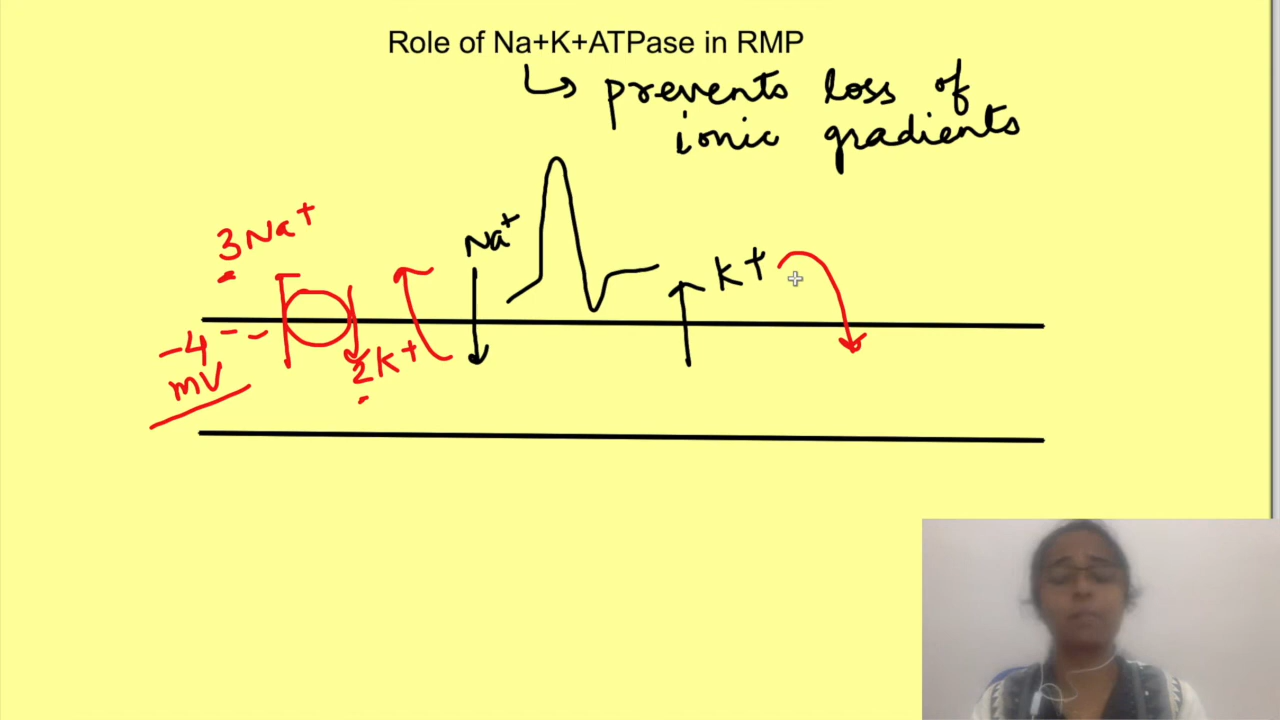 Role of Na+K+ATPase in RMP
↳ prevents loss of
ionic gradients
3Na+
Na+
K+
-4 --
mV
2K+